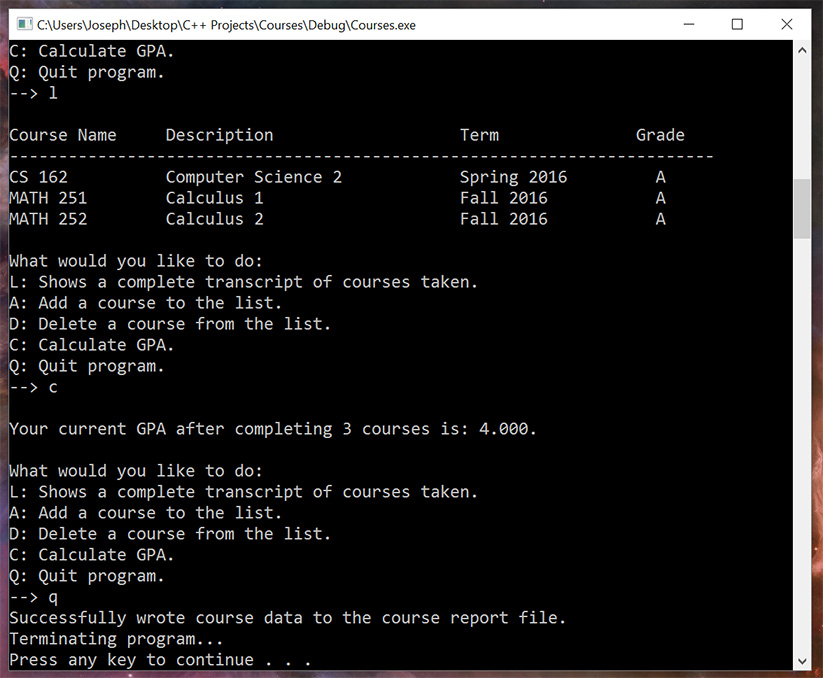 C:\Users\Joseph\Desktop\C++ Projects\Courses\Debug\Courses.exe
C: Calculate GPA.
Q: Quit program.
--> l
Course Name     Description                   Term              Grade
------------------------------------------------------------------------
CS 162          Computer Science 2            Spring 2016         A
MATH 251        Calculus 1                    Fall 2016           A
MATH 252        Calculus 2                    Fall 2016           A
What would you like to do:
L: Shows a complete transcript of courses taken.
A: Add a course to the list.
D: Delete a course from the list.
C: Calculate GPA.
Q: Quit program.
--> c
Your current GPA after completing 3 courses is: 4.000.
What would you like to do:
L: Shows a complete transcript of courses taken.
A: Add a course to the list.
D: Delete a course from the list.
C: Calculate GPA.
Q: Quit program.
--> q
Successfully wrote course data to the course report file.
Terminating program...
Press any key to continue . . .